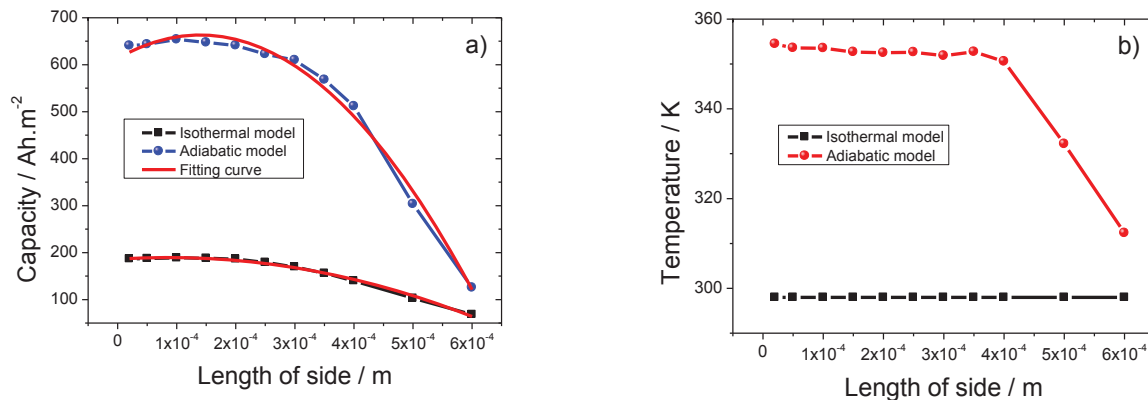 a)
700
600
500
400
300
200
100
Capacity / Ah.m⁻²
Isothermal model
Adiabatic model
Fitting curve
0 1x10⁻⁴ 2x10⁻⁴ 3x10⁻⁴ 4x10⁻⁴ 5x10⁻⁴ 6x10⁻⁴
Length of side / m
b)
360
350
340
330
320
310
300
Temperature / K
Isothermal model
Adiabatic model
0 1x10⁻⁴ 2x10⁻⁴ 3x10⁻⁴ 4x10⁻⁴ 5x10⁻⁴ 6x10⁻⁴
Length of side / m